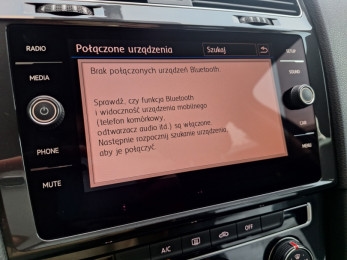 RADIO
MEDIA
PHONE
MUTE
Połączone urządzenia
Szukaj
Brak połączonych urządzeń Bluetooth.
Sprawdź, czy funkcja Bluetooth
i widoczność urządzenia mobilnego
(telefon komórkowy,
odtwarzacz audio itd.) są włączone.
Następnie rozpocznij szukanie urządzenia,
aby je połączyć.
SETUP
SOUND
CAR
MENU
A/C
OFF